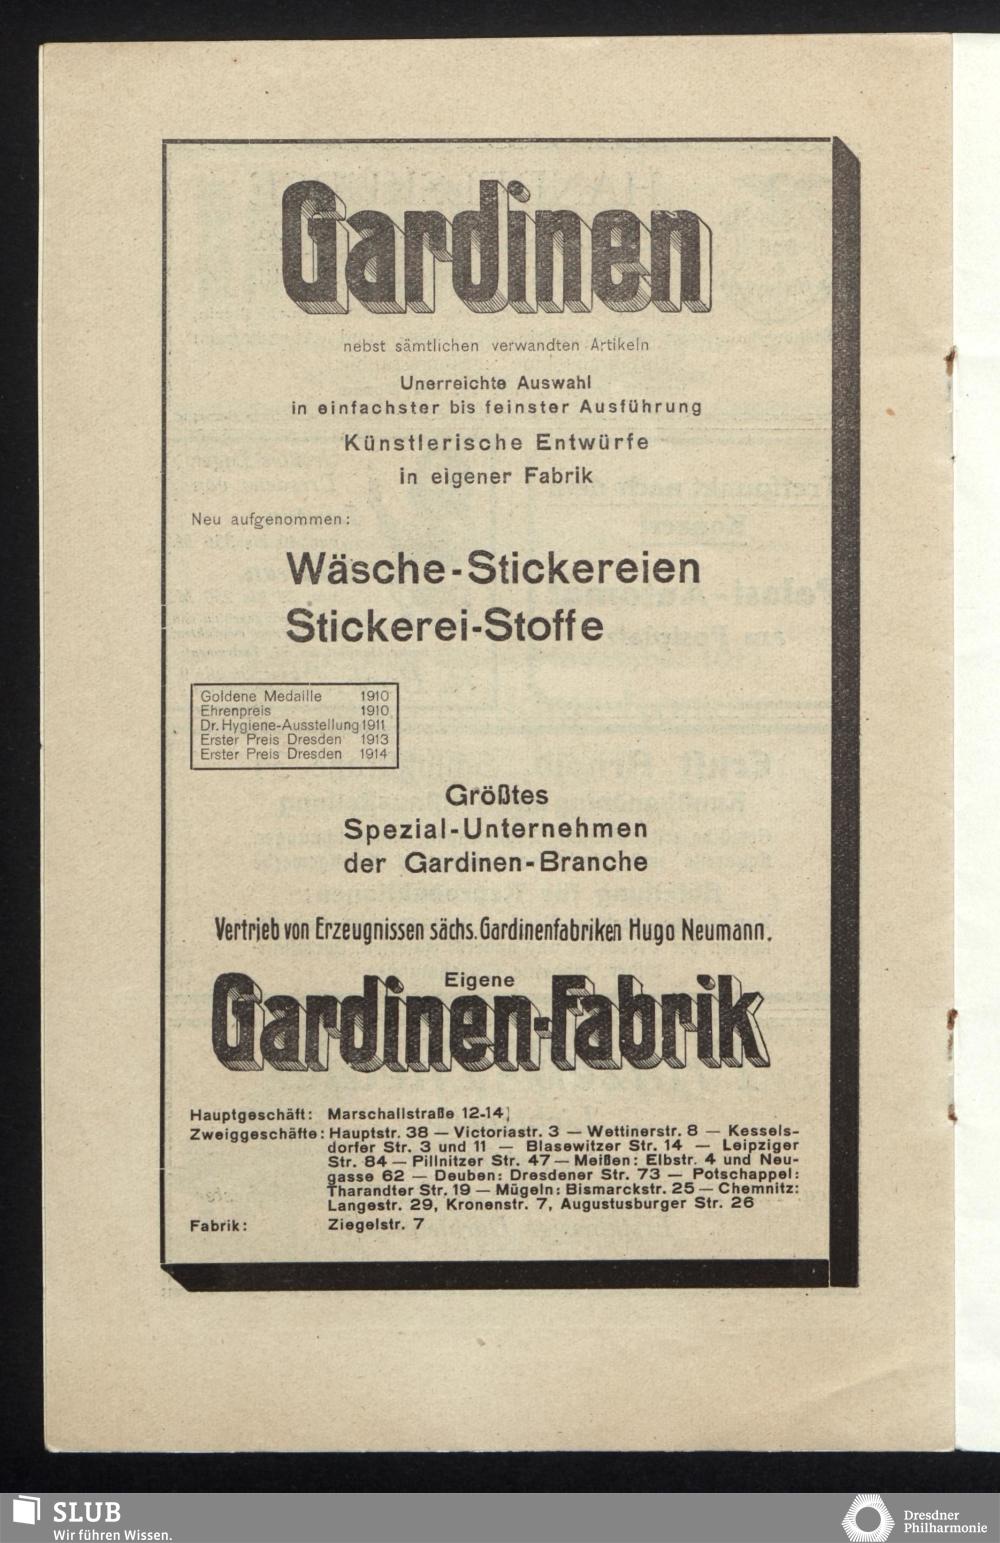 Gardinen
nebst sämtlichen verwandten Artikeln
Unerreichte Auswahl
in einfachster bis feinster Ausführung
Künstlerische Entwürfe
in eigener Fabrik
Neu aufgenommen:
Wäsche-Stickereien
Stickerei-Stoffe
Goldene Medaille 1910
Ehrenpreis 1910
Dr. Hygiene-Ausstellung 1911
Erster Preis Dresden 1913
Erster Preis Dresden 1914
Größtes
Spezial-Unternehmen
der Gardinen-Branche
Vertrieb von Erzeugnissen sächs. Gardinenfabriken Hugo Neumann.
Eigene
Gardinen-Fabrik
Hauptgeschäft: Marschallstraße 12-14
Zweiggeschäfte: Hauptstr. 38 — Victoriastr. 3 — Wettinerstr. 8 — Kessels-
dorfer Str. 3 und 11 — Blasewitzer Str. 14 — Leipziger
Str. 84 — Pillnitzer Str. 47 — Meißen: Elbstr. 4 und Neu-
gasse 62 — Deuben: Dresdener Str. 73 — Potschappel:
Tharandter Str. 19 — Mügeln: Bismarckstr. 25 — Chemnitz:
Langestr. 29, Kronenstr. 7, Augustusburger Str. 26
Fabrik: Ziegelstr. 7
SLUB
Wir führen Wissen.
Dresdner
Philharmonie